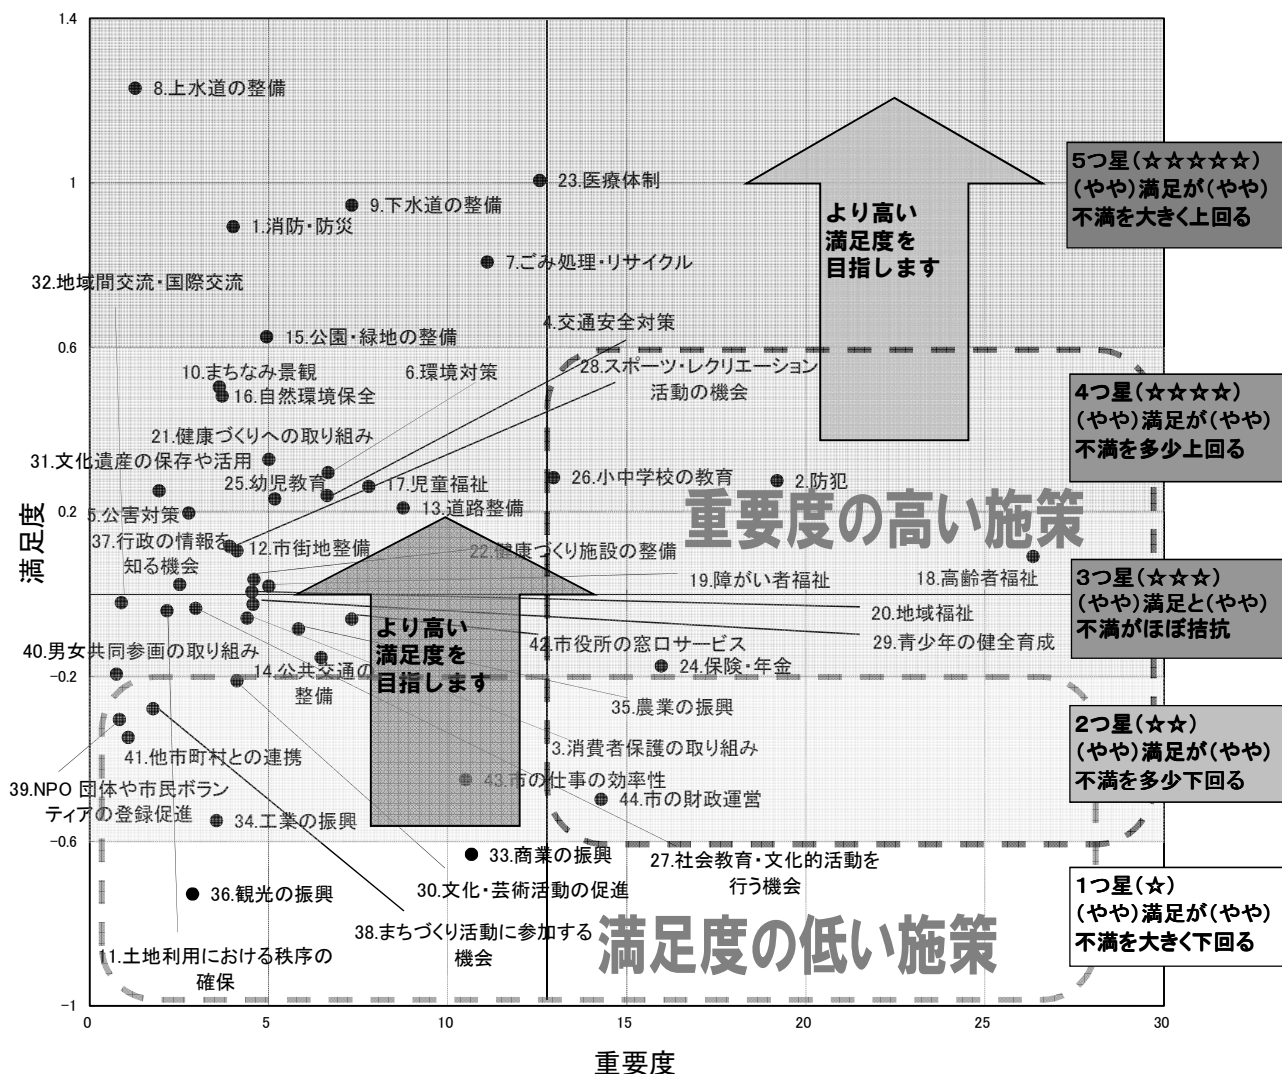 1.4
8.上水道の整備
5つ星(☆☆☆☆☆)
(やや)満足が(やや)
不満を大きく上回る
1
23.医療体制
9.下水道の整備
1.消防・防災
より高い
満足度を
目指します
7.ごみ処理・リサイクル
32.地域間交流・国際交流
4.交通安全対策
15.公園・緑地の整備
0.6
10.まちなみ景観
6.環境対策
28.スポーツ・レクリエーション
活動の機会
16.自然環境保全
4つ星(☆☆☆☆)
(やや)満足が(やや)
不満を多少上回る
21.健康づくりへの取り組み
31.文化遺産の保存や活用
25.幼児教育
17.児童福祉
26.小中学校の教育
2.防犯
重要度の高い施策
0.2
5.公害対策
13.道路整備
満足度
37.行政の情報を
知る機会
12.市街地整備
22.健康づくり施設の整備
19.障がい者福祉
18.高齢者福祉
3つ星(☆☆☆)
(やや)満足と(やや)
不満がほぼ拮抗
20.地域福祉
より高い
満足度を
目指します
42.市役所の窓口サービス
29.青少年の健全育成
40.男女共同参画の取り組み
14.公共交通の
整備
24.保険・年金
-0.2
35.農業の振興
2つ星(☆☆)
(やや)満足が(やや)
不満を多少下回る
41.他市町村との連携
3.消費者保護の取り組み
39.NPO 団体や市民ボラン
ティアの登録促進
43.市の仕事の効率性
44.市の財政運営
34.工業の振興
-0.6
33.商業の振興
27.社会教育・文化的活動を
行う機会
36.観光の振興
30.文化・芸術活動の促進
1つ星(☆)
(やや)満足が(やや)
不満を大きく下回る
38.まちづくり活動に参加する
機会
満足度の低い施策
11.土地利用における秩序の
確保
-1
0
5
10
15
20
25
30
重要度